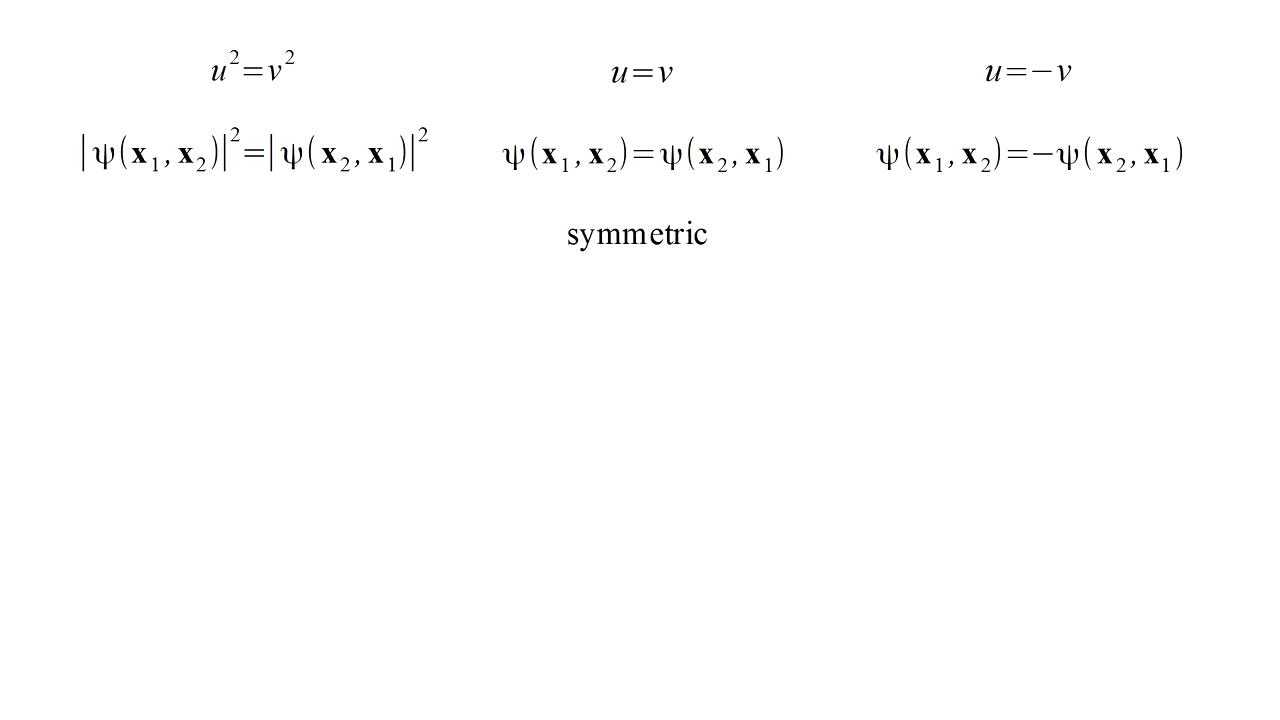 u²=v² u=v u=−v
|ψ(x₁,x₂)|²=|ψ(x₂,x₁)|² ψ(x₁,x₂)=ψ(x₂,x₁) ψ(x₁,x₂)=−ψ(x₂,x₁)
symmetric